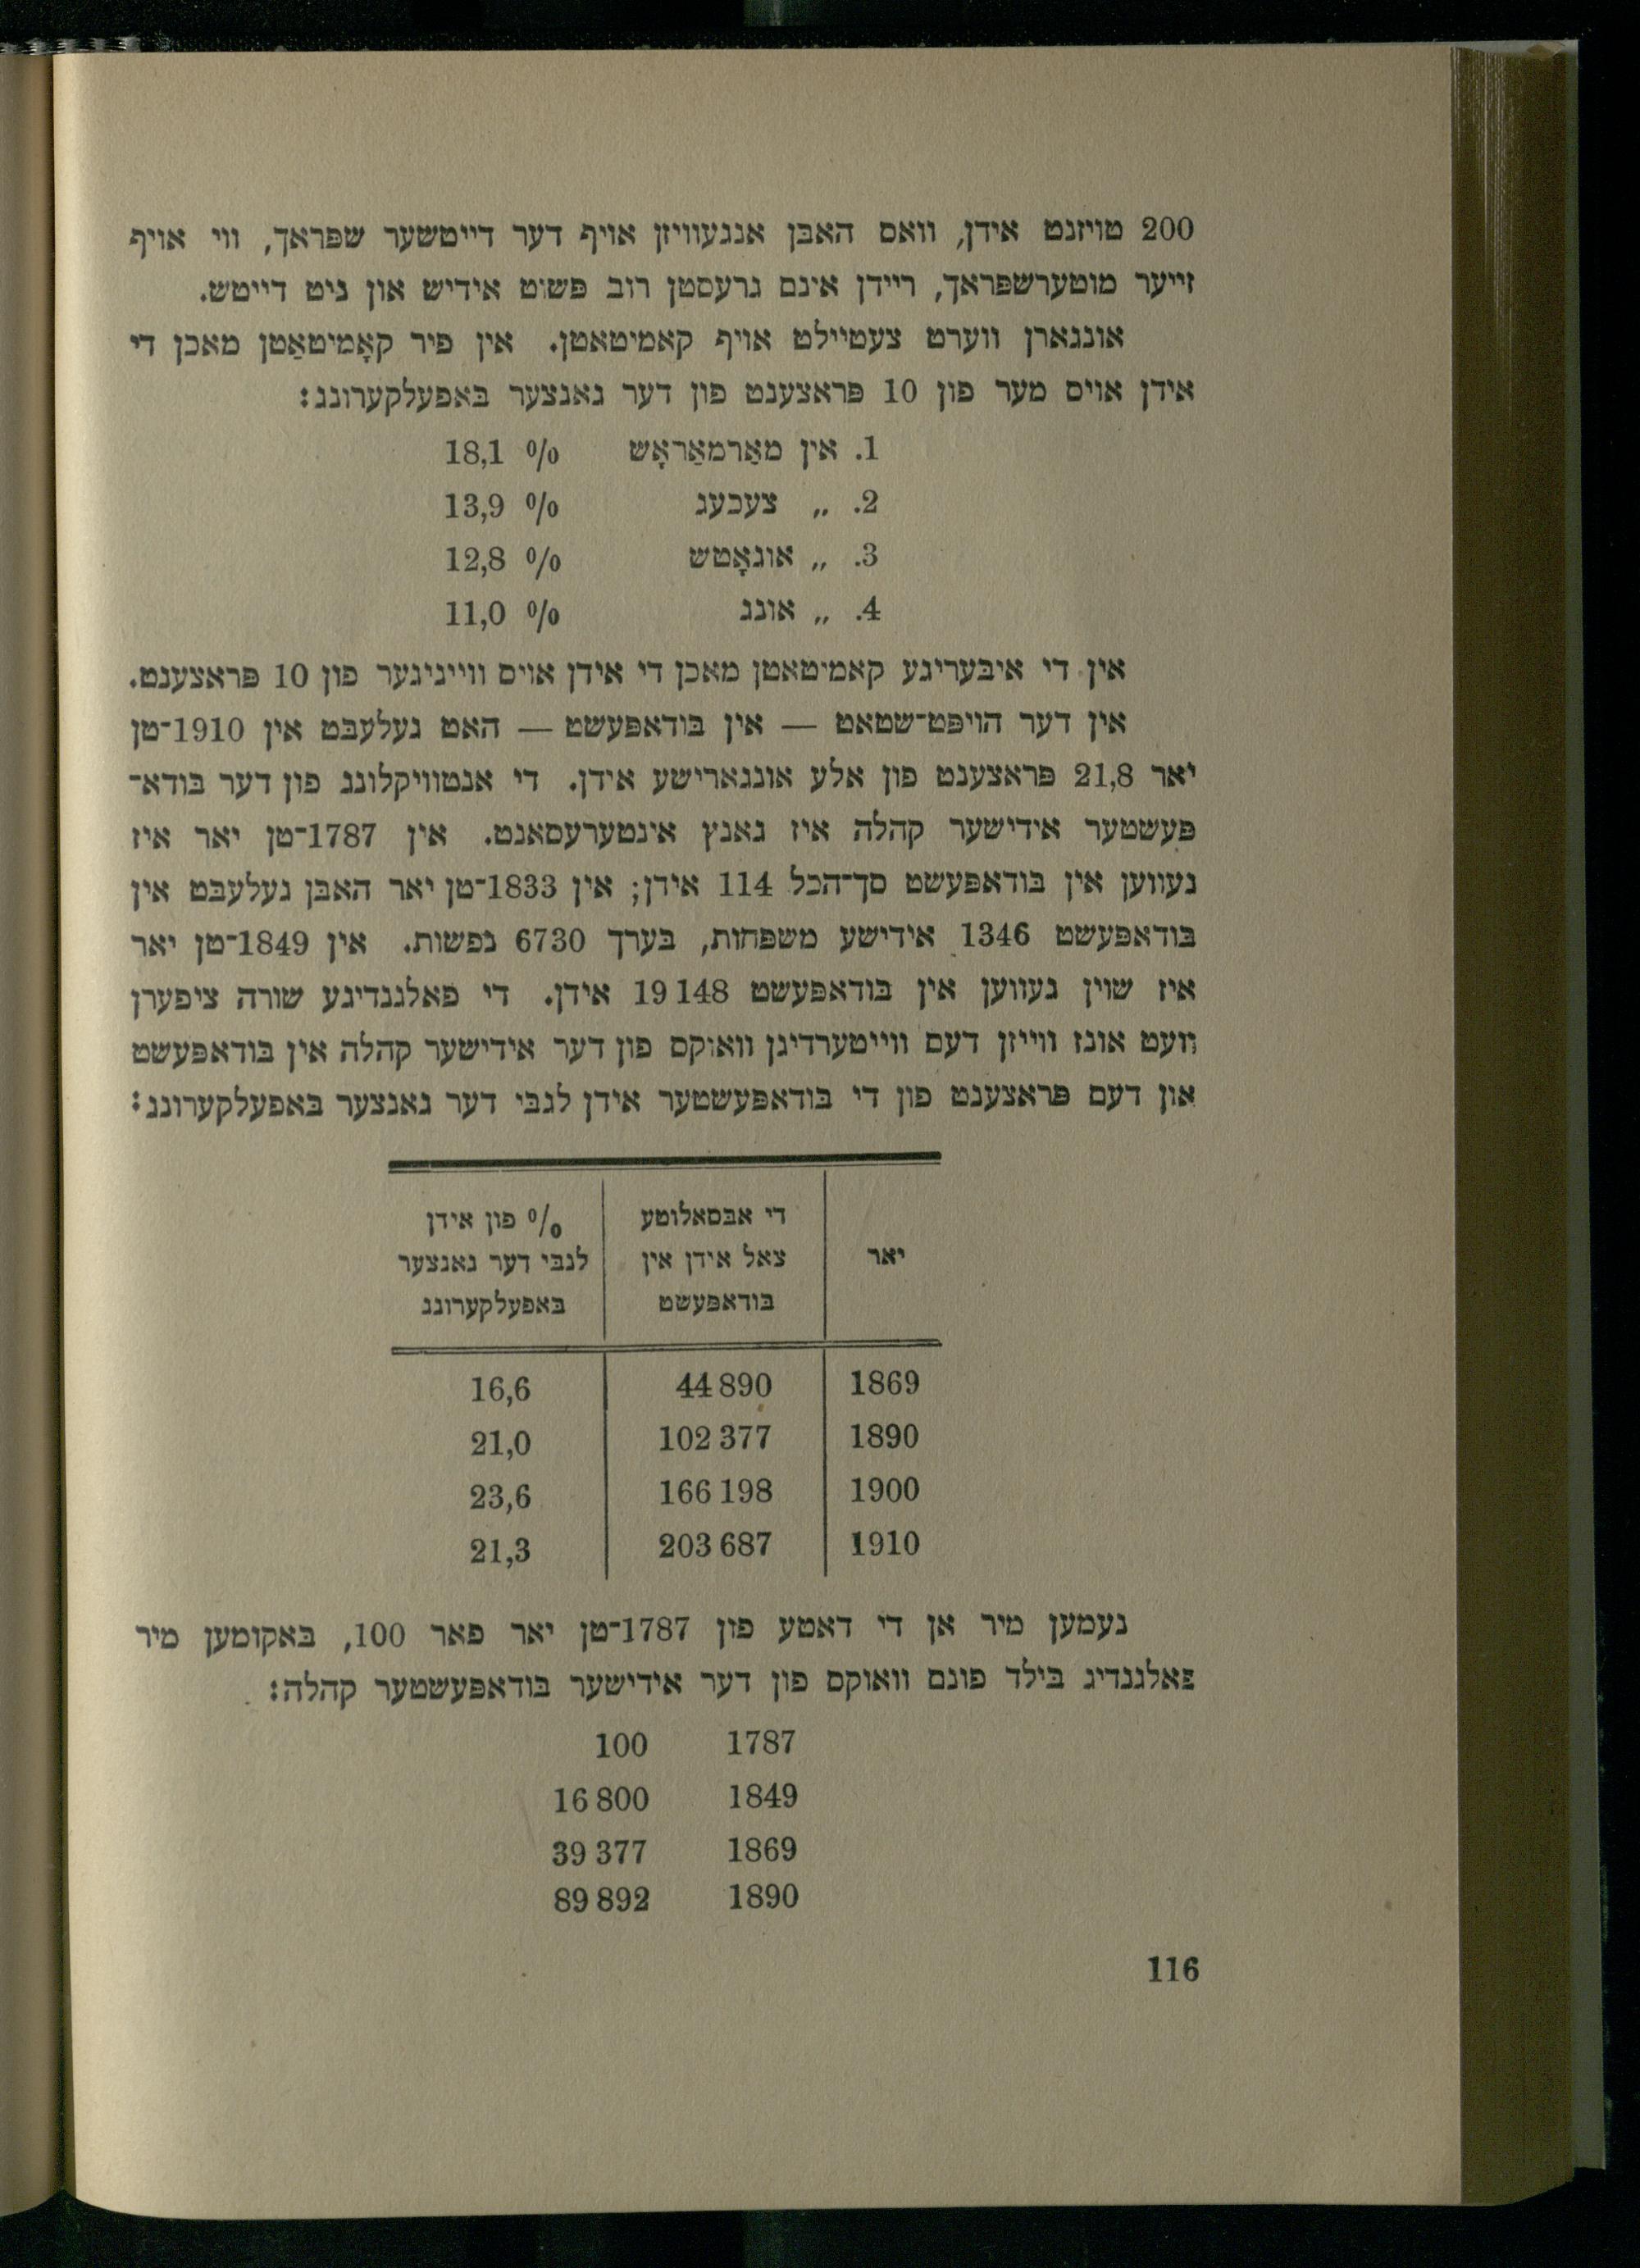 200 טויזנט אידן, וואס האבן אנגעוויזן אויף דער דייטשער שפראך, ווי אויף
זייער מוטערשפראך, ריידן אינם גרעסטן רוב פשוט אידיש און ניט דייטש.
אונגארן ווערט צעטיילט אויף קאמיטאטן. אין פיר קאָמיטאַטן מאכן די
אידן אויס מער פון 10 פראצענט פון דער גאנצער באפעלקערונג:
1. אין מאַרמאַראָש 18,1 %
2. „ צעכעג 13,9 %
3. „ אוגאָטש 12,8 %
4. „ אונג 11,0 %
אין די איבעריגע קאמיטאטן מאכן די אידן אויס ווייניגער פון 10 פראצענט.
אין דער הויפט־שטאט — אין בודאפעשט — האט געלעבט אין 1910־טן
יאר 21,8 פראצענט פון אלע אונגארישע אידן. די אנטוויקלונג פון דער בודא־
פעשטער אידישער קהלה איז גאנץ אינטערעסאנט. אין 1787־טן יאר איז
געווען אין בודאפעשט סך־הכל 114 אידן; אין 1833־טן יאר האבן געלעבט אין
בודאפעשט 1346 אידישע משפחות, בערך 6730 נפשות. אין 1849־טן יאר
איז שוין געווען אין בודאפעשט 19 148 אידן. די פאלגנדיגע שורה ציפערן
וועט אונז ווייזן דעם ווייטערדיגן וואוקס פון דער אידישער קהלה אין בודאפעשט
און דעם פראצענט פון די בודאפעשטער אידן לגבי דער גאנצער באפעלקערונג:
יאר
די אבסאלוטע
צאל אידן אין
בודאפעשט
% פון אידן
לגבי דער גאנצער
באפעלקערונג
1869 44 890 16,6
1890 102 377 21,0
1900 166 198 23,6
1910 203 687 21,3
נעמען מיר אן די דאטע פון 1787־טן יאר פאר 100, באקומען מיר
פאלגנדיג בילד פונם וואוקס פון דער אידישער בודאפעשטער קהלה:
1787 100
1849 16 800
1869 39 377
1890 89 892
116